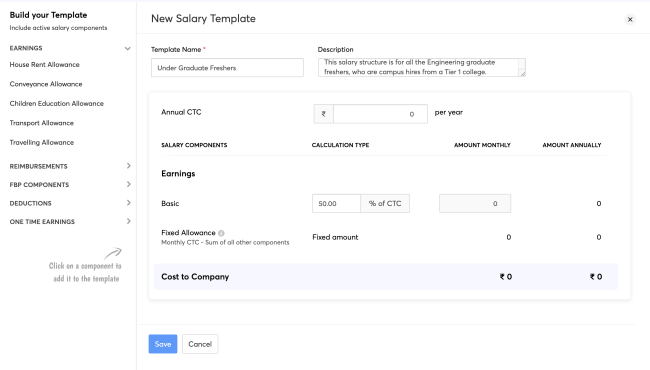 Build your Template
Include active salary components
EARNINGS
House Rent Allowance
Conveyance Allowance
Children Education Allowance
Transport Allowance
Travelling Allowance
REIMBURSEMENTS
FBP COMPONENTS
DEDUCTIONS
ONE TIME EARNINGS
Click on a component to
add it to the template
New Salary Template
Template Name *
Under Graduate Freshers
Description
This salary structure is for all the Engineering graduate
freshers, who are campus hires from a Tier 1 college.
Annual CTC ₹ 0 per year
SALARY COMPONENTS CALCULATION TYPE AMOUNT MONTHLY AMOUNT ANNUALLY
Earnings
Basic 50.00 % of CTC 0 0
Fixed Allowance Fixed amount 0 0
Monthly CTC - Sum of all other components
Cost to Company ₹ 0 ₹ 0
Save Cancel